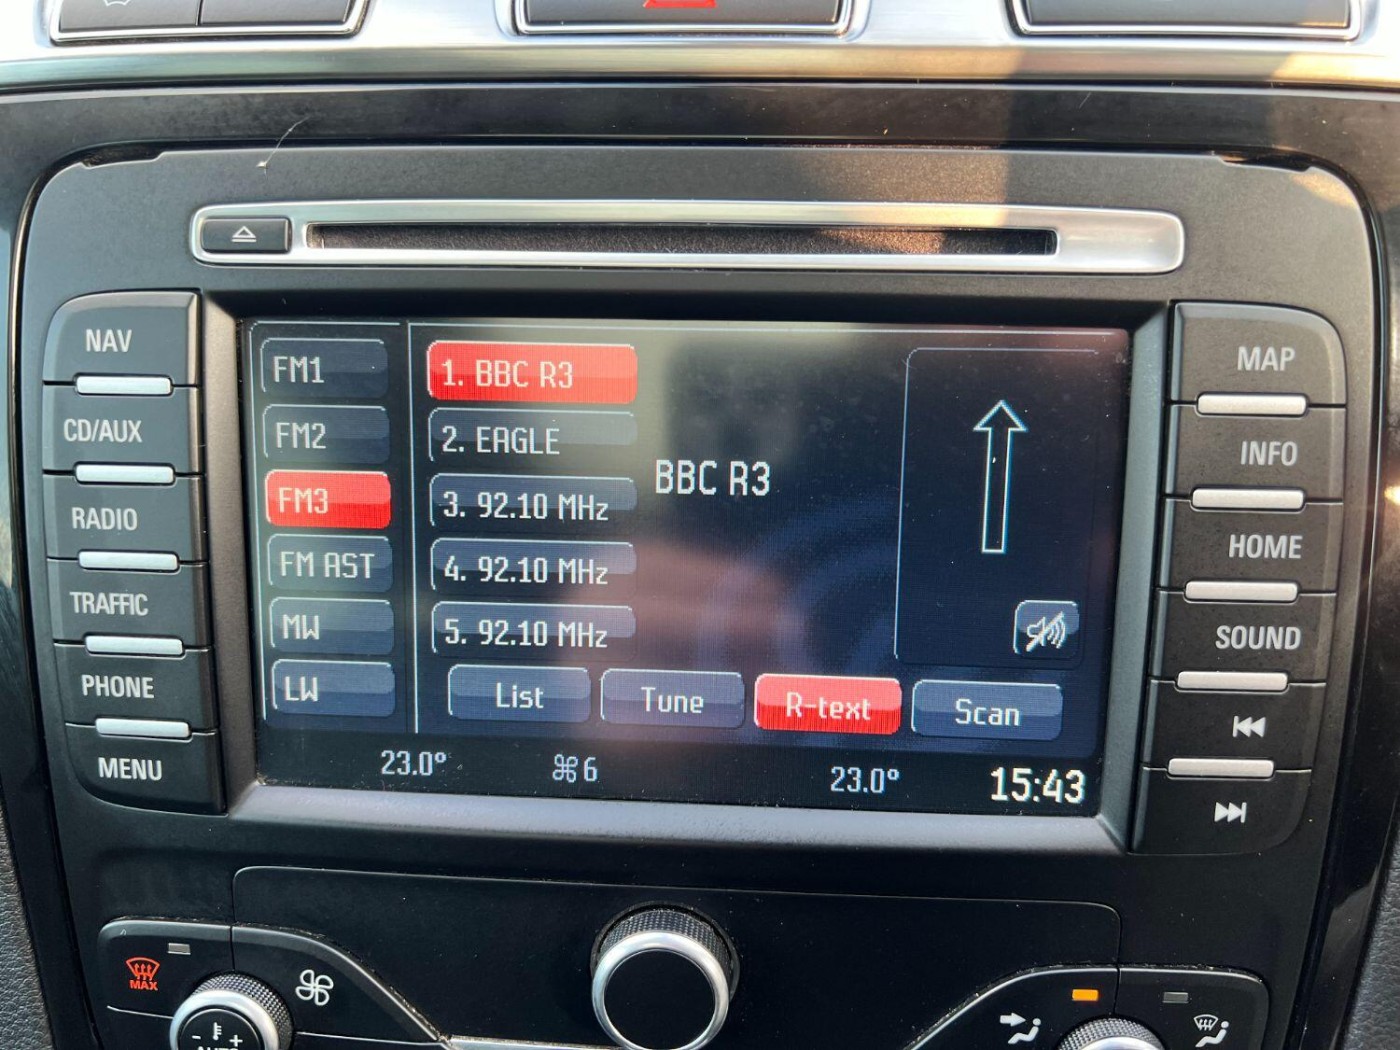 NAV
CD/AUX
RADIO
TRAFFIC
PHONE
MENU
FM1
FM2
FM3
FM AST
MW
LW
1. BBC R3
2. EAGLE
3. 92.10 MHz
4. 92.10 MHz
5. 92.10 MHz
BBC R3
List
Tune
R-text
Scan
23.0°
6
23.0°
15:43
MAP
INFO
HOME
SOUND
MAX
- +
AUTO